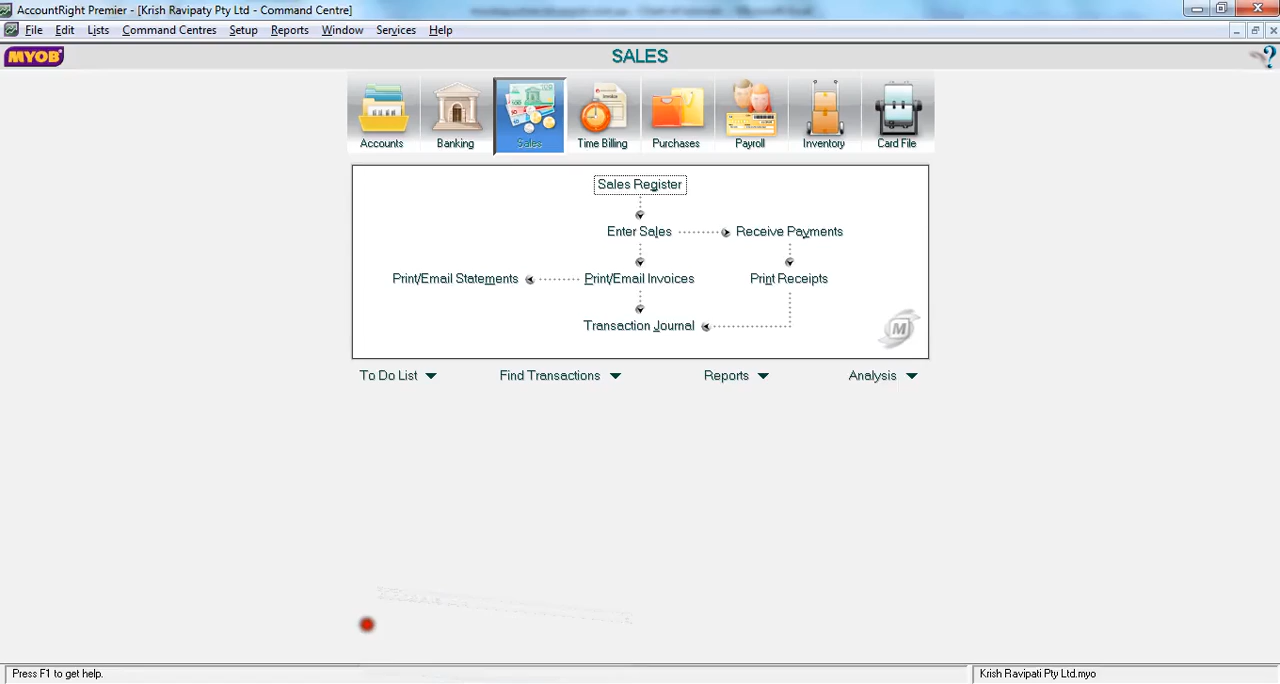 AccountRight Premier - [Krish Ravipaty Pty Ltd - Command Centre]
File Edit Lists Command Centres Setup Reports Window Services Help
MYOB
SALES
?
Accounts Banking Sales Time Billing Purchases Payroll Inventory Card File
Sales Register
Enter Sales Receive Payments
Print/Email Statements Print/Email Invoices Print Receipts
Transaction Journal
M
To Do List Find Transactions Reports Analysis
Press F1 to get help. Krish Ravipati Pty Ltd.myo